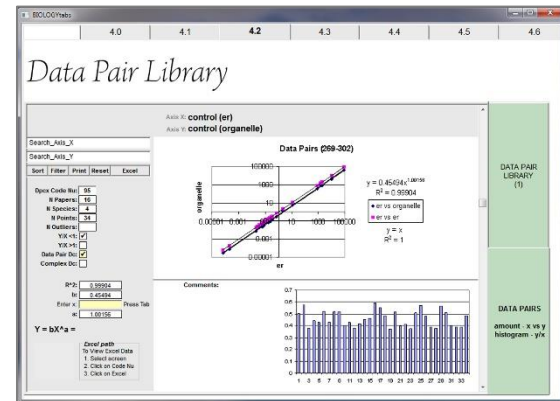 BIOLOGYtabs
4.0 4.1 4.2 4.3 4.4 4.5 4.6
Data Pair Library
Axis X: control (er)
Axis Y: control (organelle)
Search_Axis_X
Search_Axis_Y
Sort Filter Print Reset Excel
Dpcx Code Nu: 95
N Papers: 16
N Species: 4
N Points: 34
N Outliers:
Y/X <1:
Y/X >1:
Data Pair Dc:
Complex Dc:
R^2: 0.99904
b: 0.45494
Enter x: Press Tab
a: 1.00156
Y = bX^a =
Excel path
To View Excel Data
1. Select screen
2. Click on Code Nu
3. Click on Excel
Data Pairs (269-302)
organelle
100000
1000
10
0.00001 0.001 10 1000 100000
0.001
0.00001
er
y = 0.45494x^1.00156
R² = 0.99904
er vs organelle
er vs er
y = x
R² = 1
Comments:
0.7
0.6
0.5
0.4
0.3
0.2
0.1
0
1 3 5 7 9 11 13 15 17 19 21 23 25 27 29 31 33
DATA PAIR
LIBRARY
(1)
DATA PAIRS
amount - x vs y
histogram - y/x